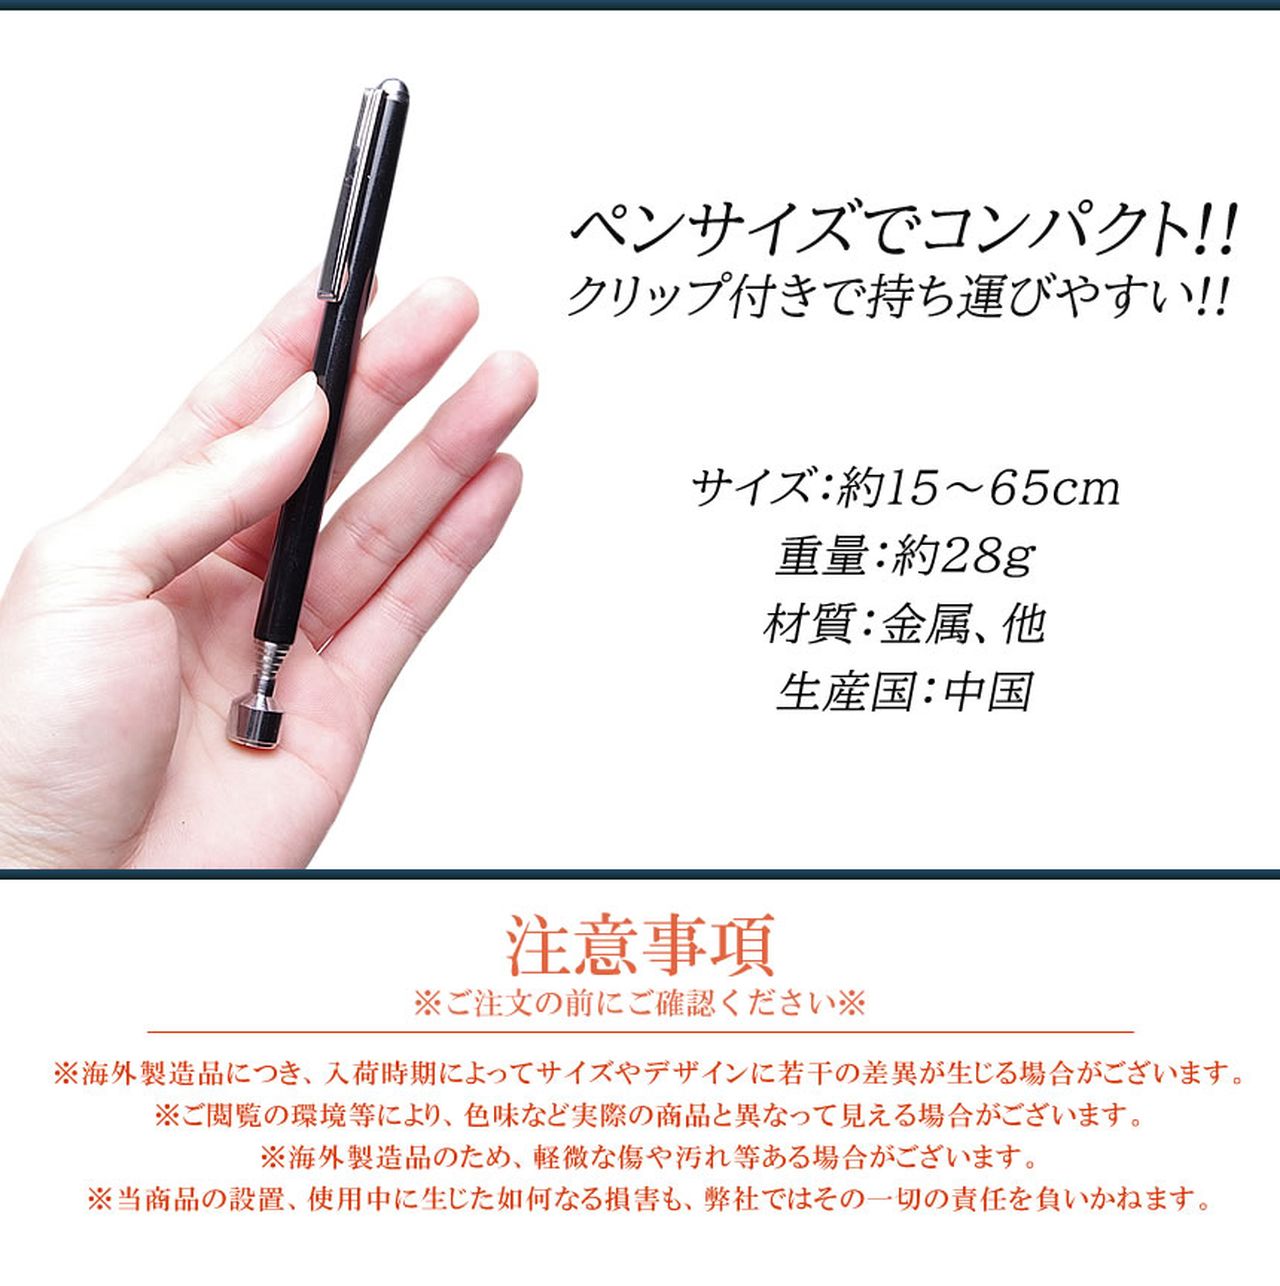 ペンサイズでコンパクト!!
クリップ付きで持ち運びやすい!!
サイズ：約15～65cm
重量：約28g
材質：金属、他
生産国：中国
注意事項
※ご注文の前にご確認ください※
※海外製造品につき、入荷時期によってサイズやデザインに若干の差異が生じる場合がございます。
※ご閲覧の環境等により、色味など実際の商品と異なって見える場合がございます。
※海外製造品のため、軽微な傷や汚れ等ある場合がございます。
※当商品の設置、使用中に生じた如何なる損害も、弊社ではその一切の責任を負いかねます。